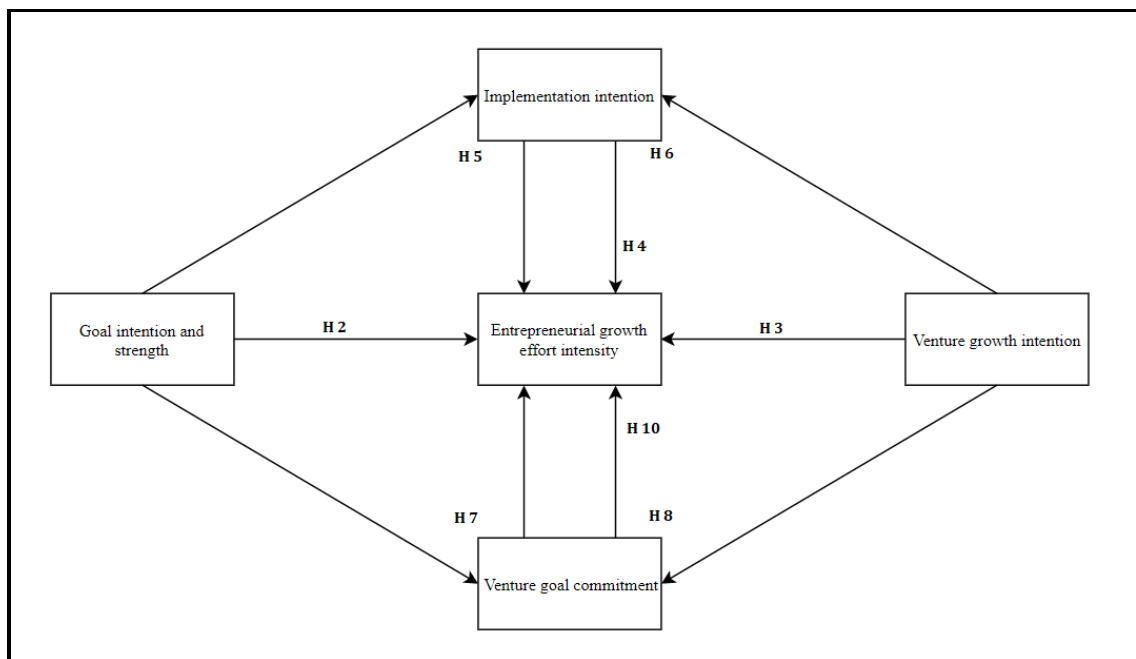 Implementation intention
H 5
H 6
H 4
Goal intention and
strength
H 2
Entrepreneurial growth
effort intensity
H 3
Venture growth intention
H 10
H 7
H 8
Venture goal commitment